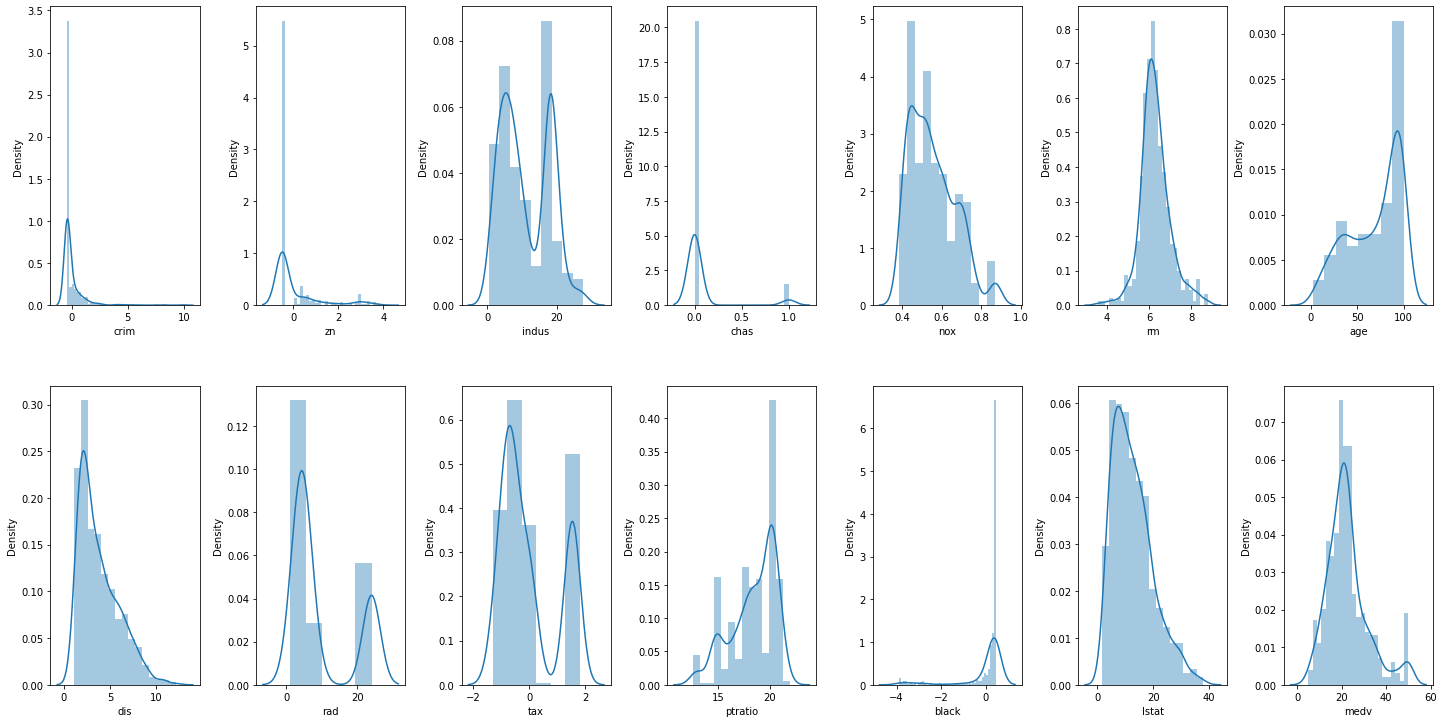 3.5
3.0
2.5
2.0
1.5
1.0
0.5
0.0
Density
0 5 10
crim
5
4
3
2
1
0
Density
0 2 4
zn
0.08
0.06
0.04
0.02
0.00
Density
0 20
indus
20.0
17.5
15.0
12.5
10.0
7.5
5.0
2.5
0.0
Density
0.0 0.5 1.0
chas
5
4
3
2
1
0
Density
0.4 0.6 0.8 1.0
nox
0.8
0.7
0.6
0.5
0.4
0.3
0.2
0.1
0.0
Density
4 6 8
rm
0.030
0.025
0.020
0.015
0.010
0.005
0.000
Density
0 50 100
age
0.30
0.25
0.20
0.15
0.10
0.05
0.00
Density
0 5 10
dis
0.12
0.10
0.08
0.06
0.04
0.02
0.00
Density
0 20
rad
0.6
0.5
0.4
0.3
0.2
0.1
0.0
Density
−2 0 2
tax
0.40
0.35
0.30
0.25
0.20
0.15
0.10
0.05
0.00
Density
15 20
ptratio
6
5
4
3
2
1
0
Density
−4 −2 0
black
0.06
0.05
0.04
0.03
0.02
0.01
0.00
Density
0 20 40
lstat
0.07
0.06
0.05
0.04
0.03
0.02
0.01
0.00
Density
0 20 40 60
medv